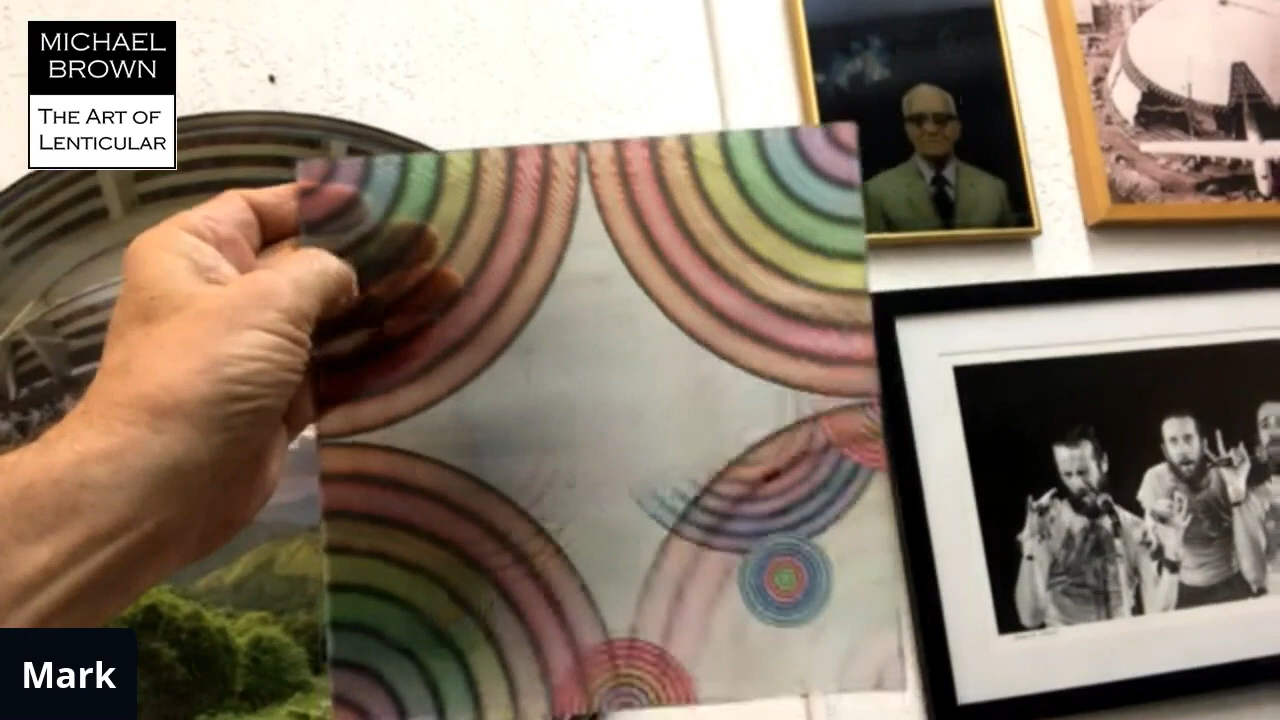 MICHAEL
BROWN
THE ART OF
LENTICULAR
Mark